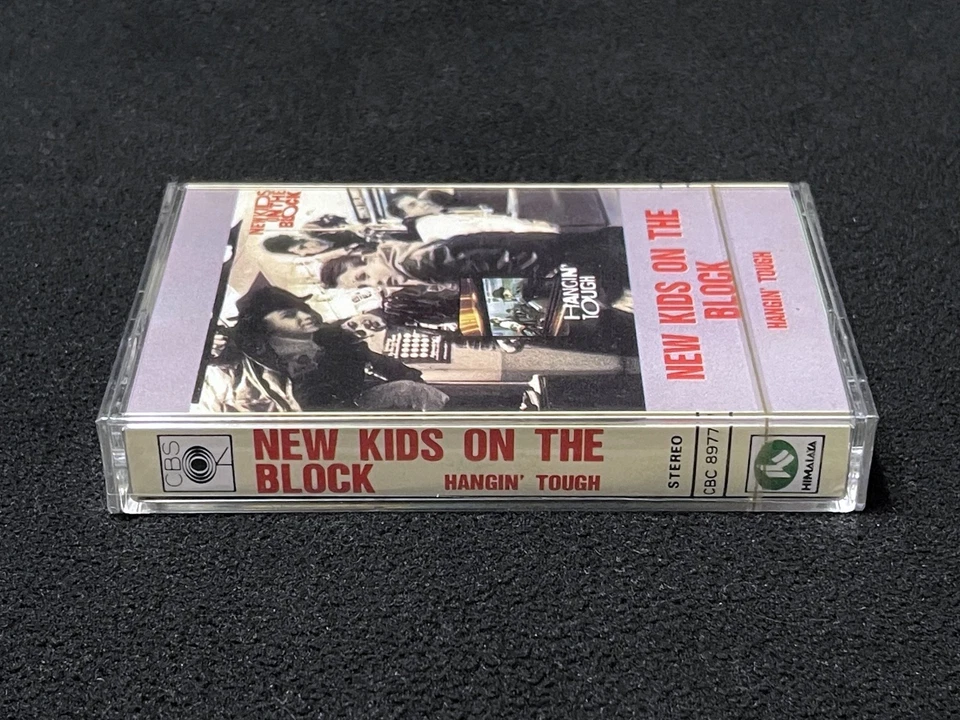 NEW KIDS
ON THE
BLOCK
HANGIN'
TOUGH
NEW KIDS ON THE
BLOCK
HANGIN' TOUGH
CBS
NEW KIDS ON THE
BLOCK
HANGIN' TOUGH
STEREO
CBC 8977
HIMALAYA